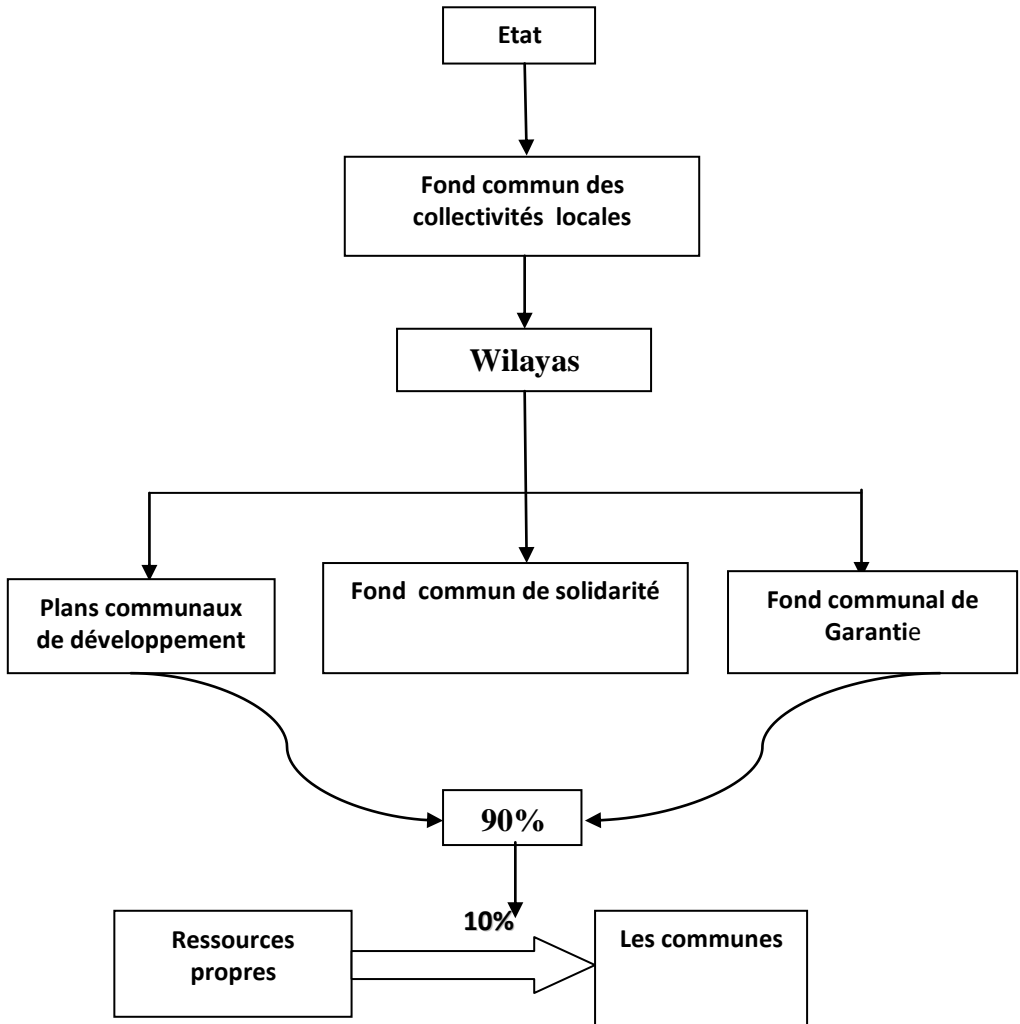 Etat
Fond commun des
collectivités locales
Wilayas
Plans communaux
de développement
Fond commun de solidarité
Fond communal de
Garantie
90%
10%
Ressources
propres
Les communes